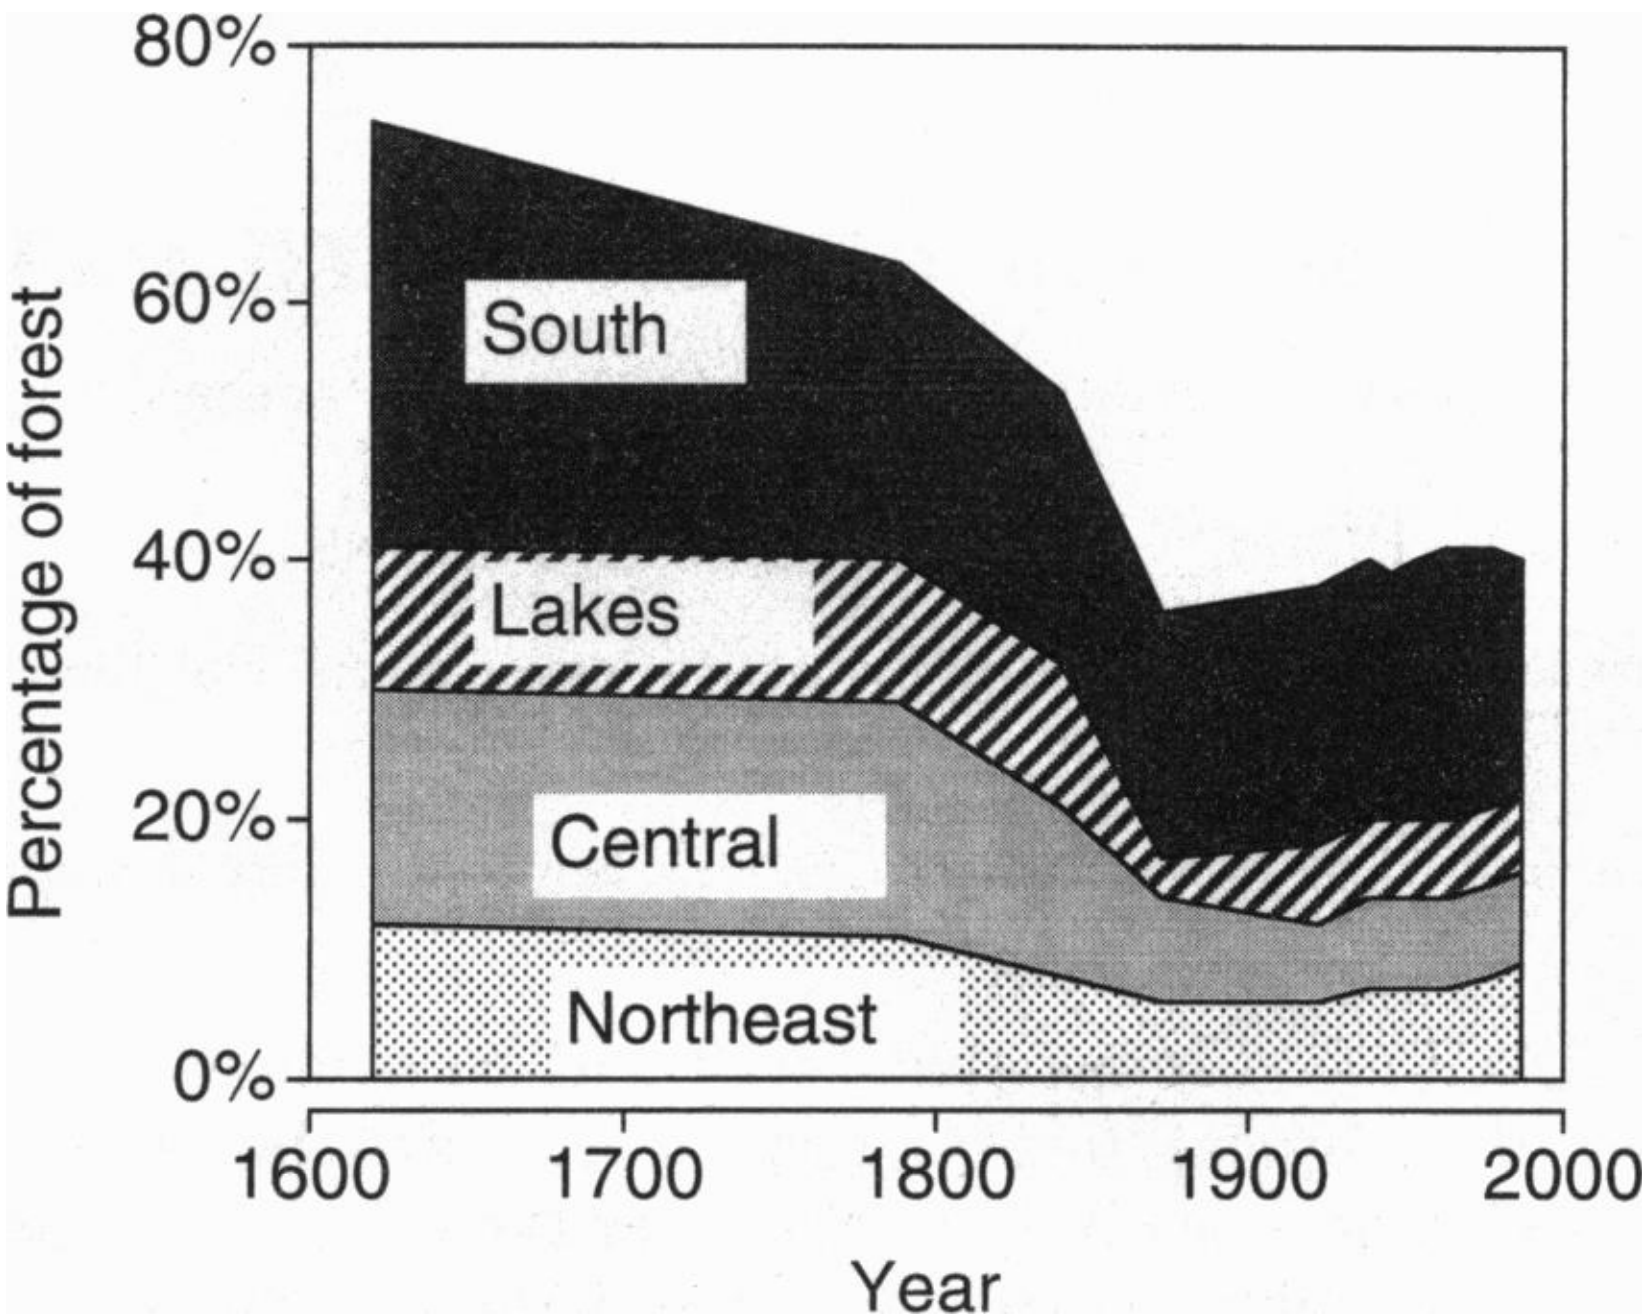 80%
60%
40%
20%
0%
Percentage of forest
South
Lakes
Central
Northeast
1600 1700 1800 1900 2000
Year